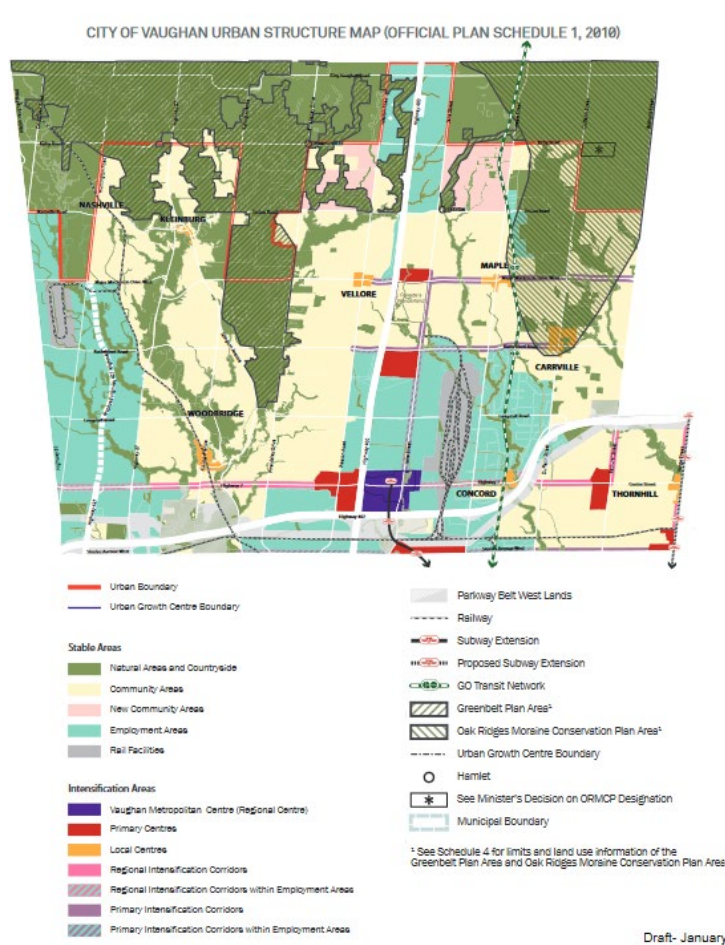 CITY OF VAUGHAN URBAN STRUCTURE MAP (OFFICIAL PLAN SCHEDULE 1, 2010)
NASHVILLE
KLEINBURG
MAPLE
VELLORE
CARRVILLE
WOODBRIDGE
CONCORD
THORNHILL
Highway 7
Highway 407
Centre Street
Urban Boundary
Urban Growth Centre Boundary
Stable Areas
Natural Areas and Countryside
Community Areas
New Community Areas
Employment Areas
Rail Facilities
Intensification Areas
Vaughan Metropolitan Centre (Regional Centre)
Primary Centres
Local Centres
Regional Intensification Corridors
Regional Intensification Corridors within Employment Areas
Primary Intensification Corridors
Primary Intensification Corridors within Employment Areas
Parkway Belt West Lands
Railway
Subway Extension
Proposed Subway Extension
GO Transit Network
Greenbelt Plan Area¹
Oak Ridges Moraine Conservation Plan Area¹
Urban Growth Centre Boundary
Hamlet
See Minister's Decision on ORMCP Designation
Municipal Boundary
¹ See Schedule 4 for limits and land use information of the
Greenbelt Plan Area and Oak Ridges Moraine Conservation Plan Area
Draft- January